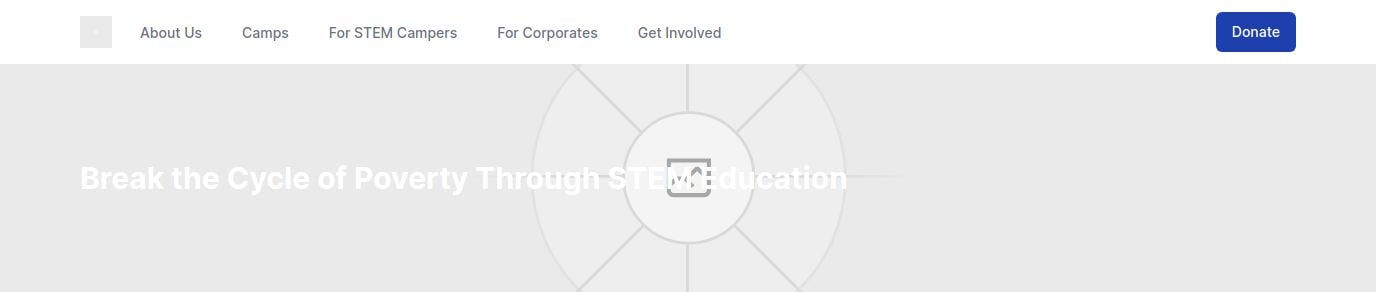 About Us
Camps
For STEM Campers
For Corporates
Get Involved
Donate
Break the Cycle of Poverty Through STEM Education